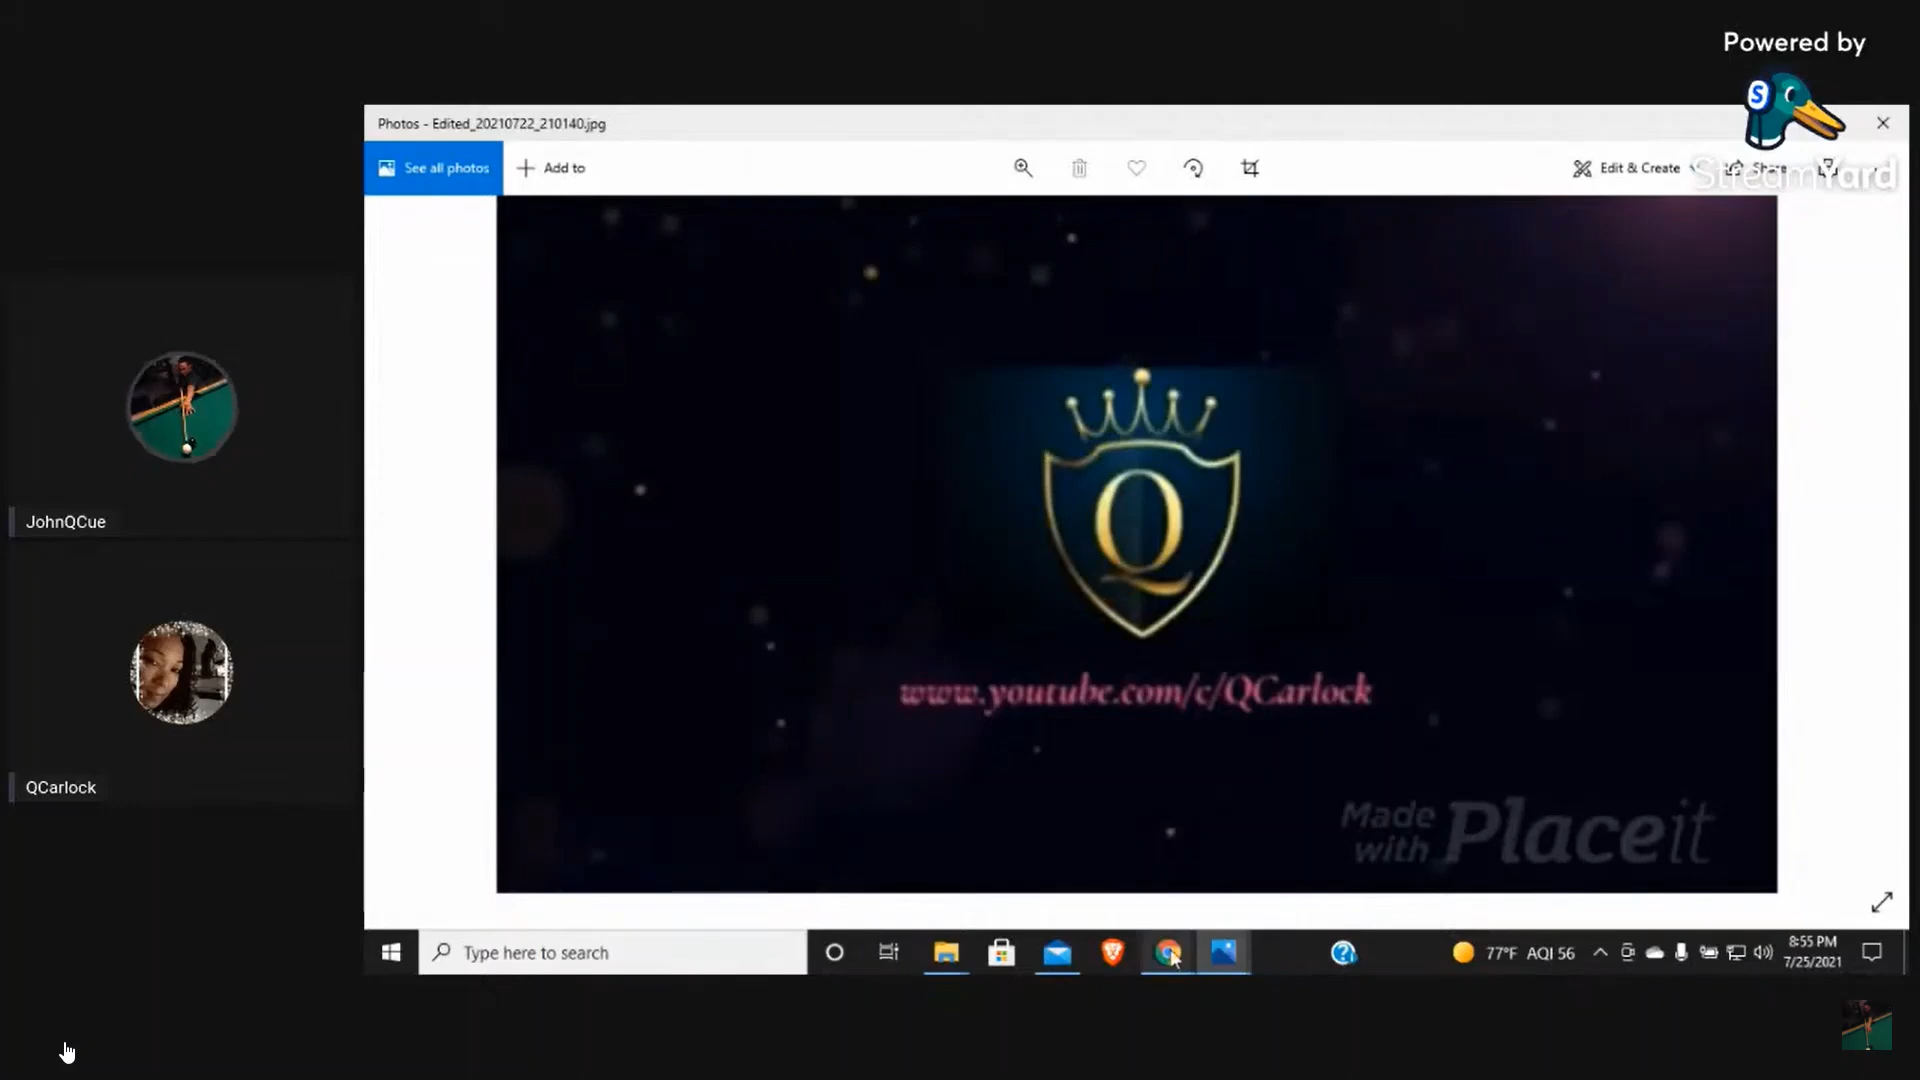 Powered by
StreamYard
Photos - Edited_20210722_210140.jpg
See all photos
Add to
Edit & Create
Share
Q
www.youtube.com/c/QCarlock
Made with Placeit
JohnQCue
QCarlock
Type here to search
77°F AQI 56
8:55 PM
7/25/2021